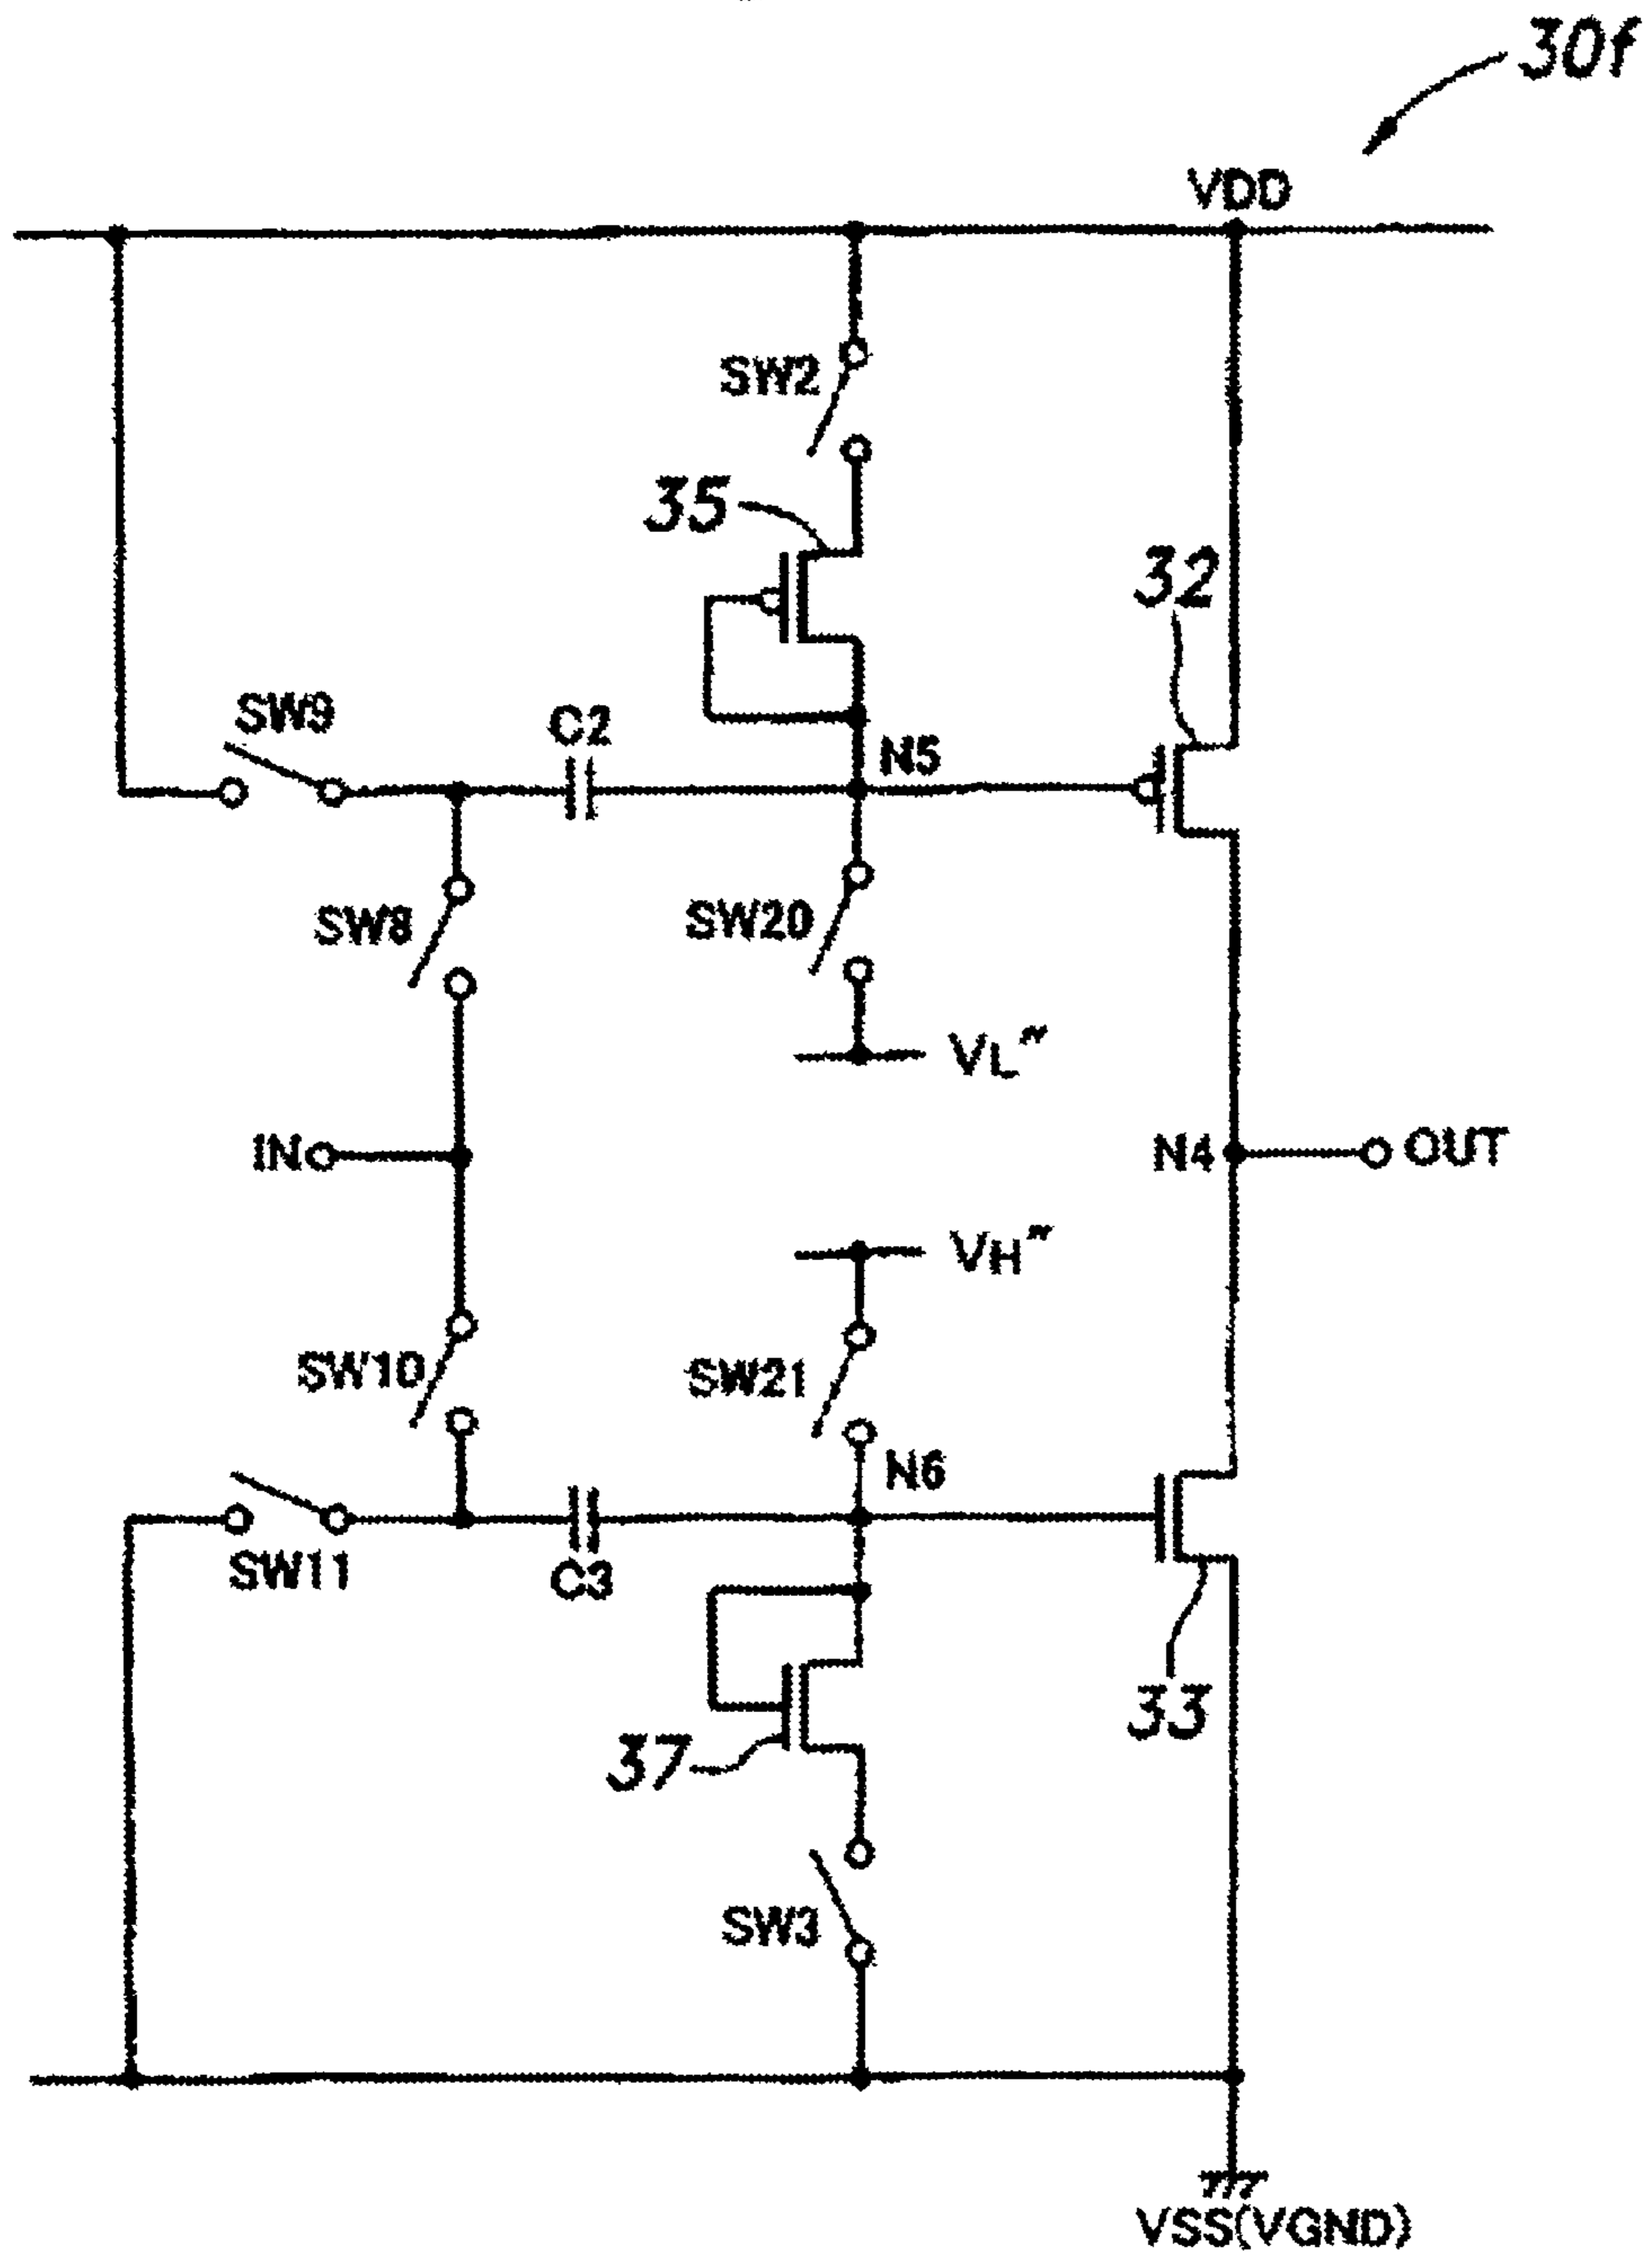 30f
VDD
SW2
35
32
SW9
C2
N5
SW8
SW20
VL'''
IN
N4
OUT
VH'''
SW10
SW21
N6
SW11
C3
37
33
SW3
VSS(VGND)